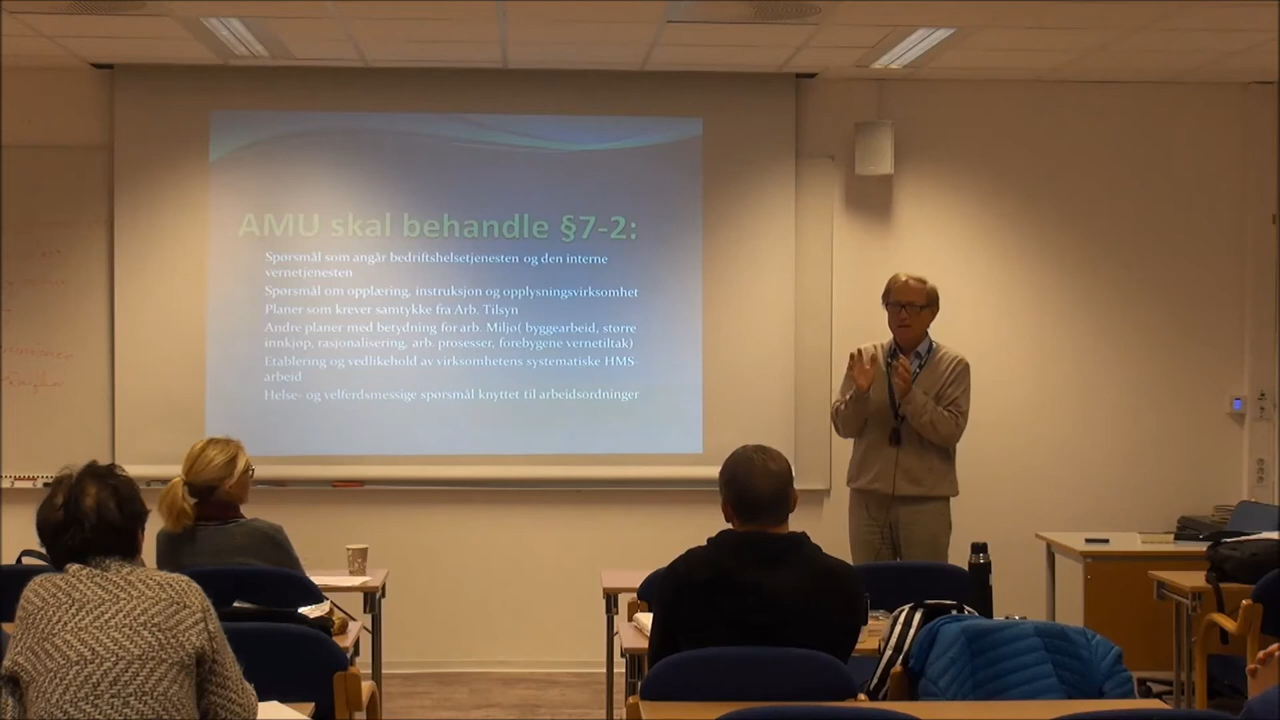 AMU skal behandle §7-2:
Spørsmål som angår bedriftshelsetjenesten og den interne
vernetjenesten
Spørsmål om opplæring, instruksjon og opplysningsvirksomhet
Planer som krever samtykke fra Arb. Tilsyn
Andre planer med betydning for arb. Miljø( byggearbeid, større
innkjøp, rasjonalisering, arb. prosesser, forebygene vernetiltak)
Etablering og vedlikehold av virksomhetens systematiske HMS-
arbeid
Helse- og velferdsmessige spørsmål knyttet til arbeidsordninger